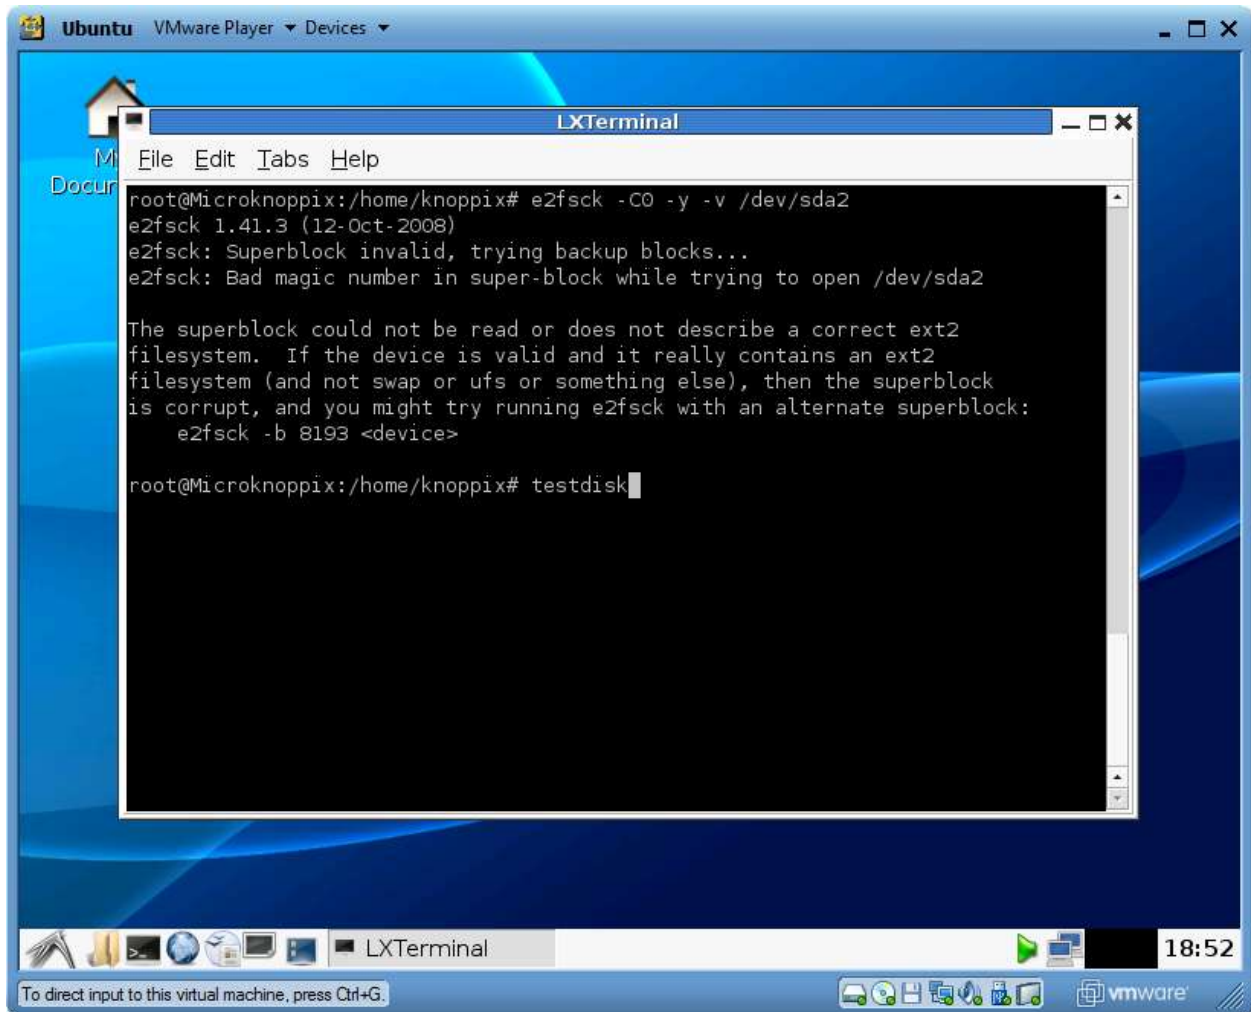 Ubuntu VMware Player Devices
My
Docum
LXTerminal
File Edit Tabs Help
root@Microknoppix:/home/knoppix# e2fsck -C0 -y -v /dev/sda2
e2fsck 1.41.3 (12-Oct-2008)
e2fsck: Superblock invalid, trying backup blocks...
e2fsck: Bad magic number in super-block while trying to open /dev/sda2
The superblock could not be read or does not describe a correct ext2
filesystem.  If the device is valid and it really contains an ext2
filesystem (and not swap or ufs or something else), then the superblock
is corrupt, and you might try running e2fsck with an alternate superblock:
    e2fsck -b 8193 <device>
root@Microknoppix:/home/knoppix# testdisk
LXTerminal
18:52
To direct input to this virtual machine, press Ctrl+G.
vmware